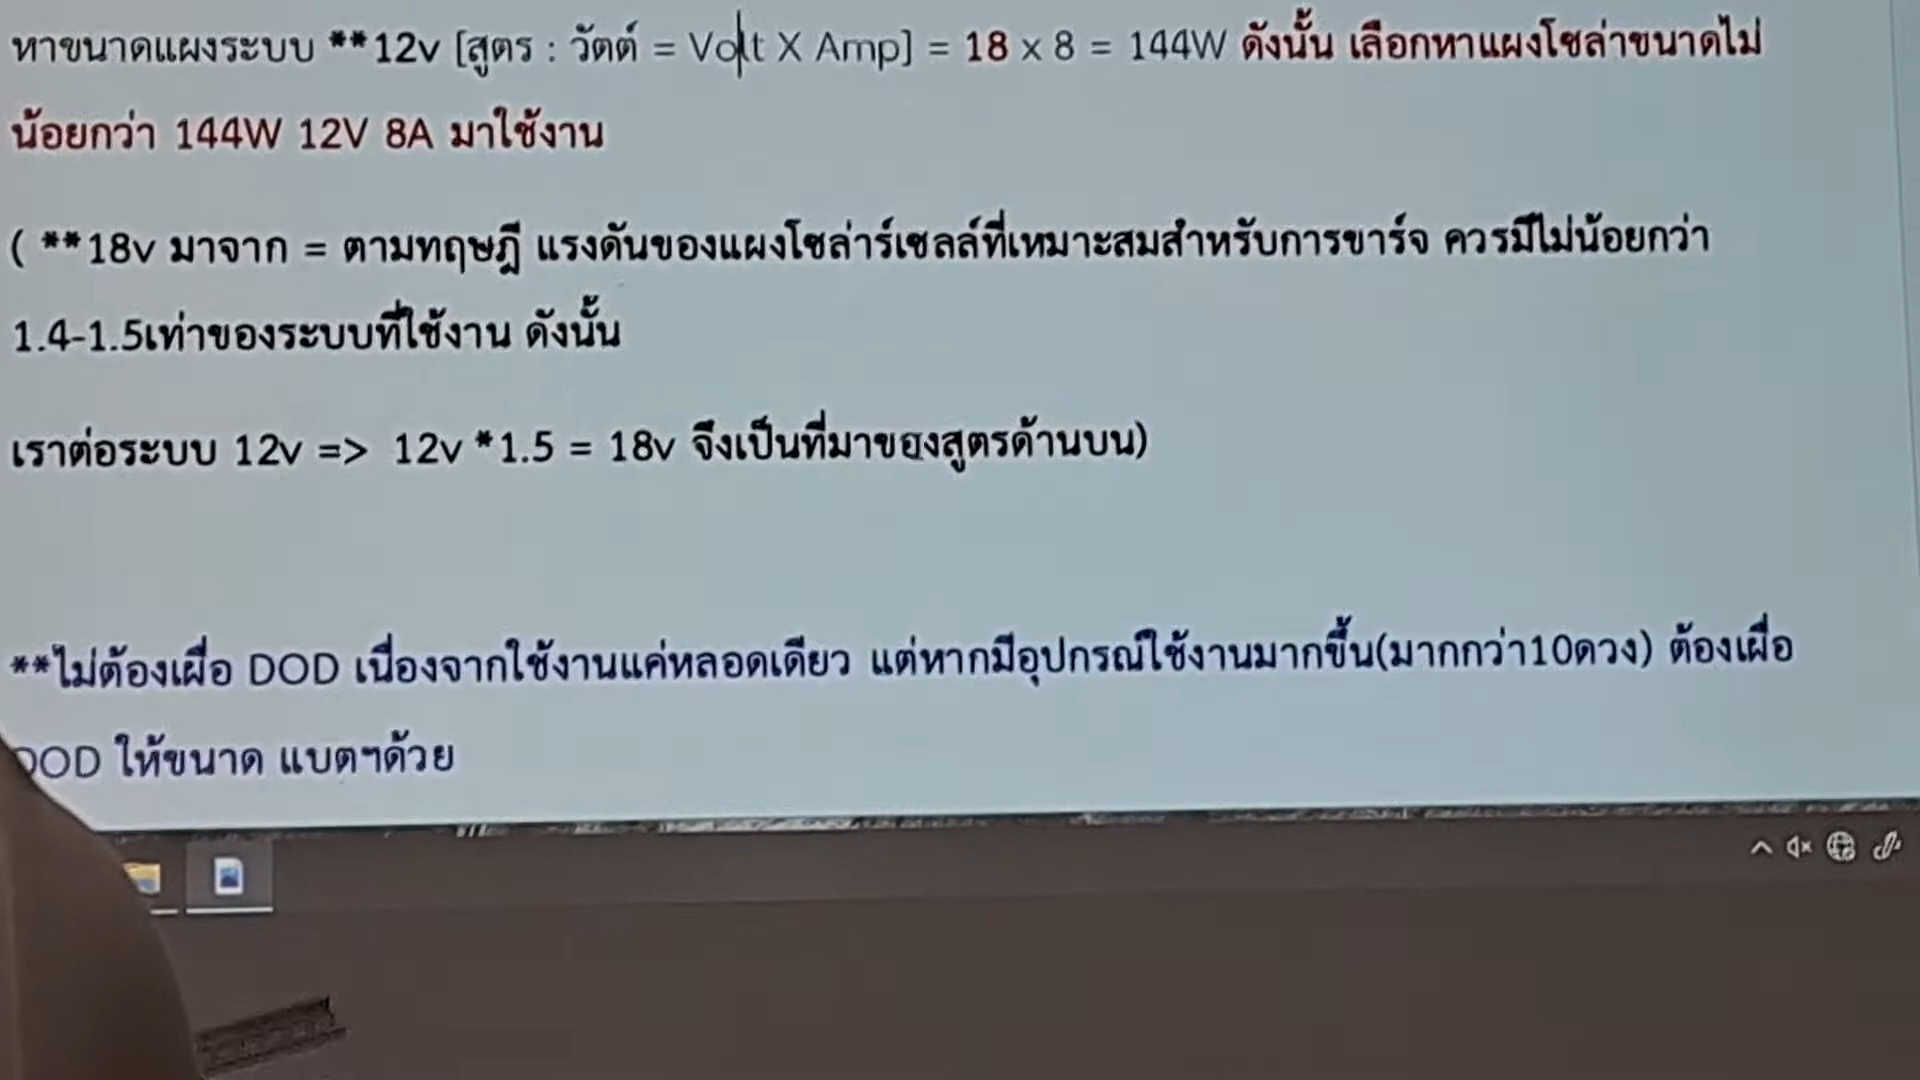 หาขนาดแผงระบบ **12v [สูตร : วัตต์ = Volt X Amp] = 18 x 8 = 144W ดังนั้น เลือกหาแผงโซล่าขนาดไม่
น้อยกว่า 144W 12V 8A มาใช้งาน
( **18v มาจาก = ตามทฤษฎี แรงดันของแผงโซล่าร์เซลล์ที่เหมาะสมสำหรับการชาร์จ ควรมีไม่น้อยกว่า
1.4-1.5เท่าของระบบที่ใช้งาน ดังนั้น
เราต่อระบบ 12v => 12v *1.5 = 18v จึงเป็นที่มาของสูตรด้านบน)
**ไม่ต้องเผื่อ DOD เนื่องจากใช้งานแค่หลอดเดียว แต่หากมีอุปกรณ์ใช้งานมากขึ้น(มากกว่า10ดวง) ต้องเผื่อ
DOD ให้ขนาด แบตฯด้วย